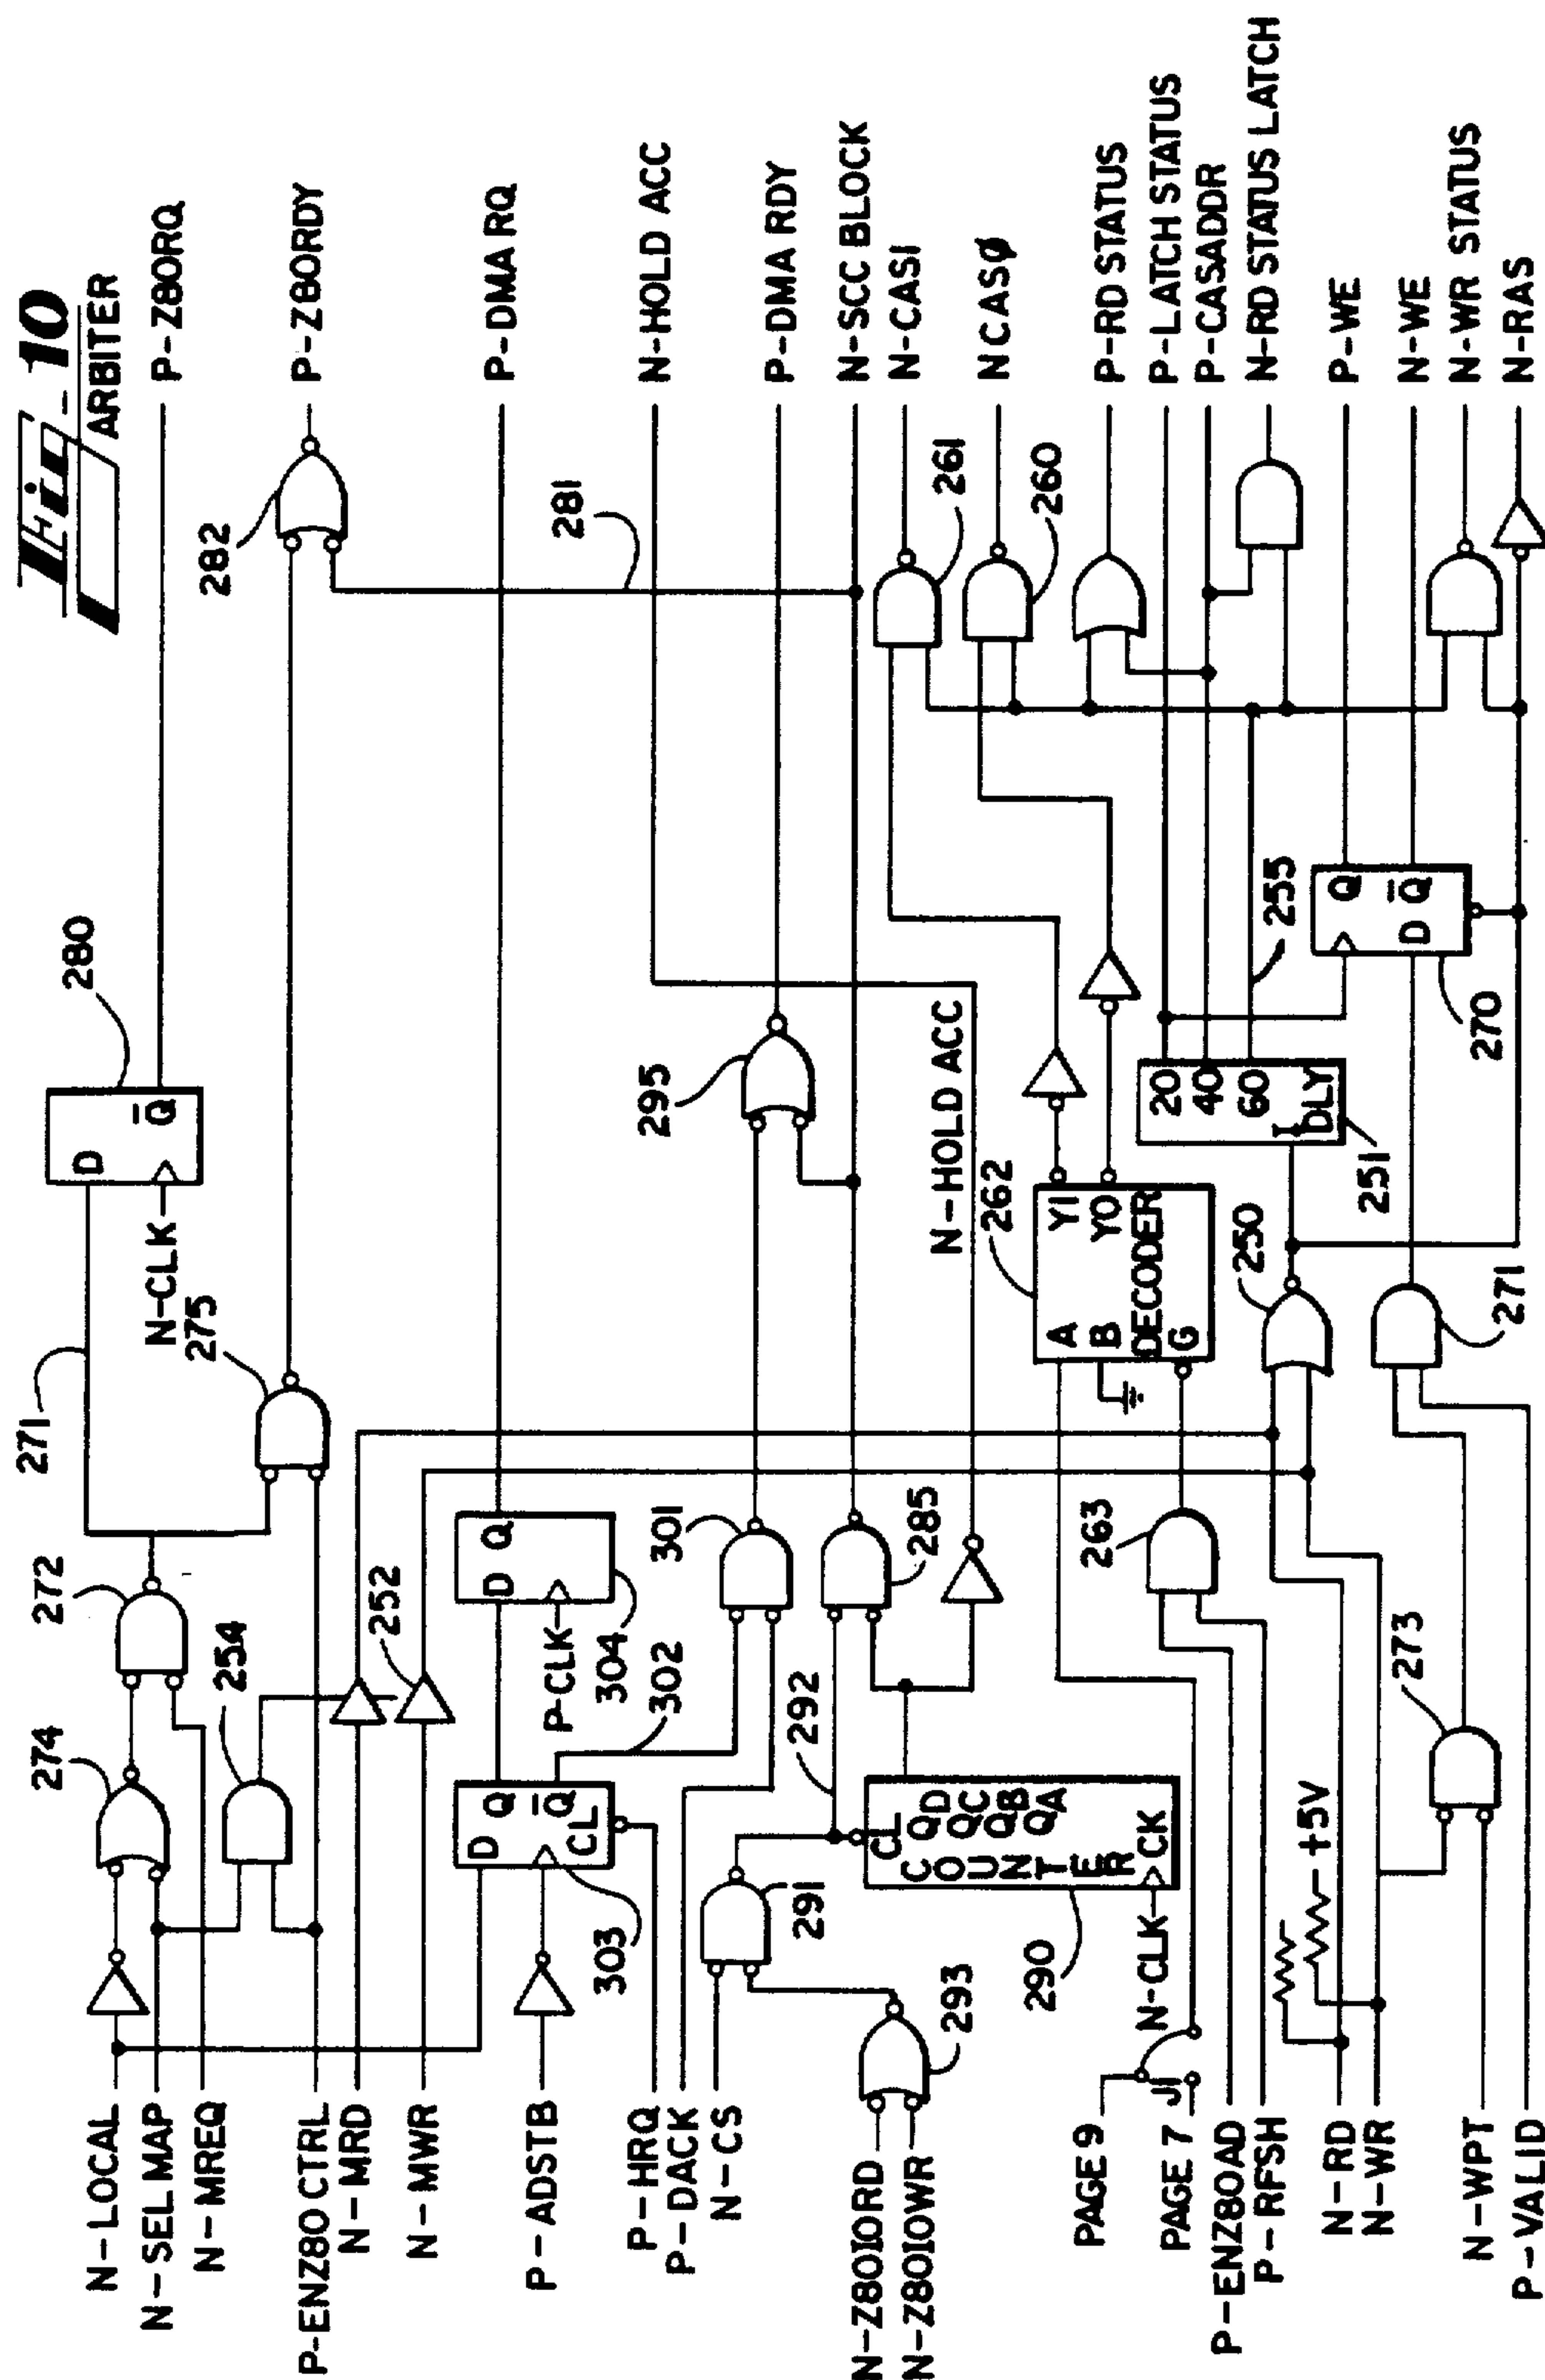 Fig-10
ARBITER
N-LOCAL
N-SEL MAP
N-MREQ
P-ENZ80 CTRL
N-MRD
N-MWR
P-ADSTB
P-HRQ
P-DACK
N-CS
N-Z80IORD
N-Z80IOWR
PAGE 9
PAGE 7
J1
P-ENZ80AD
P-RFSH
N-RD
N-WR
N-WPT
P-VALID
274
272
254
252
271
275
280
D
Q̅
N-CLK
282
281
303
D
Q
Q̅
CL
304
D Q
P-CLK
302
301
291
292
293
290
CL
QD
QC
QB
QA
COUNTER
CK
N-CLK
285
295
N-HOLD ACC
262
A
B
DECODER
G
Y1
Y0
263
250
251
20
40
60
I
DLY
255
270
Q
D Q̅
271
273
+5V
261
260
P-Z80RQ
P-Z80RDY
P-DMA RQ
N-HOLD ACC
P-DMA RDY
N-SCC BLOCK
N-CAS1
NCASØ
P-RD STATUS
P-LATCH STATUS
P-CASADDR
N-RD STATUS LATCH
P-WE
N-WE
N-WR STATUS
N-RAS